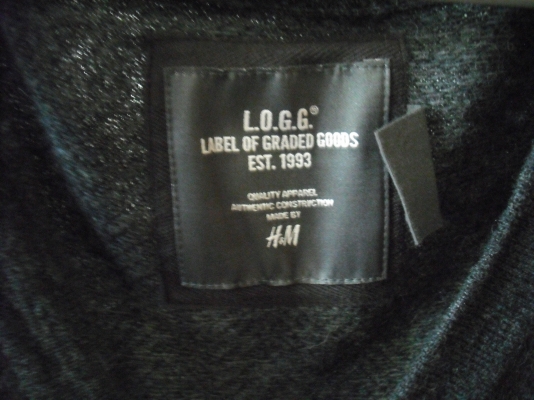 L.O.G.G.®
LABEL OF GRADED GOODS
EST. 1993
QUALITY APPAREL
AUTHENTIC CONSTRUCTION
MADE BY
H&M